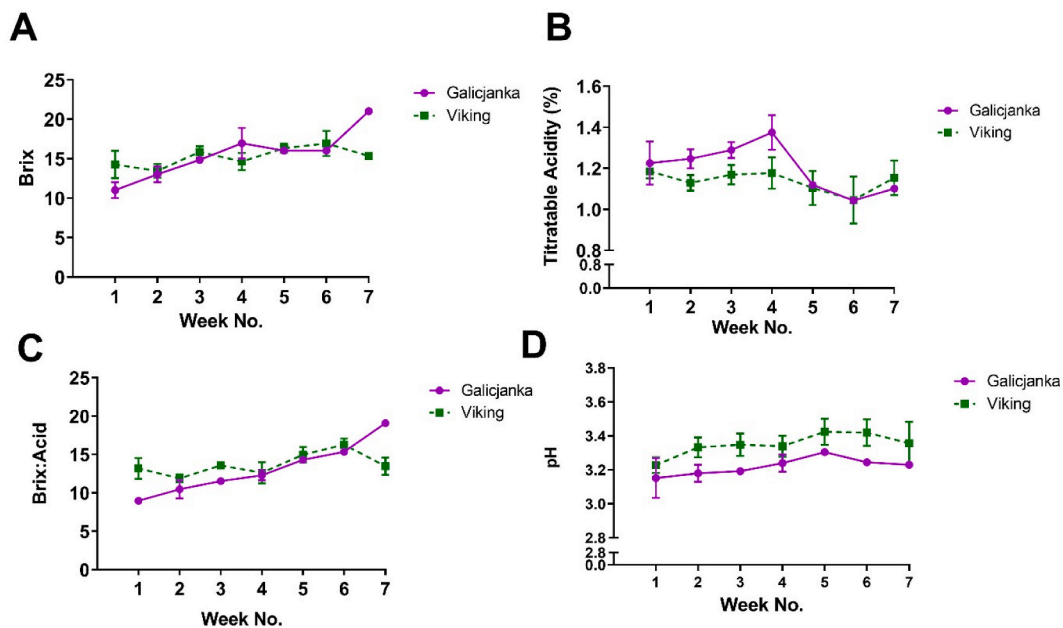 A
Brix
25
20
15
10
5
0
1 2 3 4 5 6 7
Week No.
Galicjanka
Viking
B
Titratable Acidity (%)
1.6
1.4
1.2
1.0
0.8
0.8
0.0
1 2 3 4 5 6 7
Week No.
Galicjanka
Viking
C
Brix:Acid
25
20
15
10
5
0
1 2 3 4 5 6 7
Week No.
Galicjanka
Viking
D
pH
3.8
3.6
3.4
3.2
3.0
2.8
2.8
0.0
1 2 3 4 5 6 7
Week No.
Galicjanka
Viking